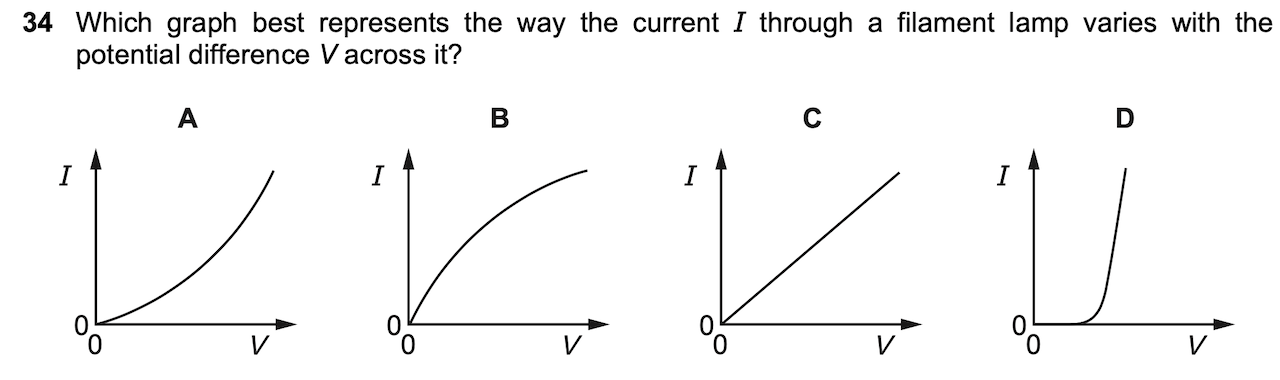 34 Which graph best represents the way the current I through a filament lamp varies with the
potential difference V across it?
A B C D
I I I I
0 0 0 0
0 V 0 V 0 V 0 V